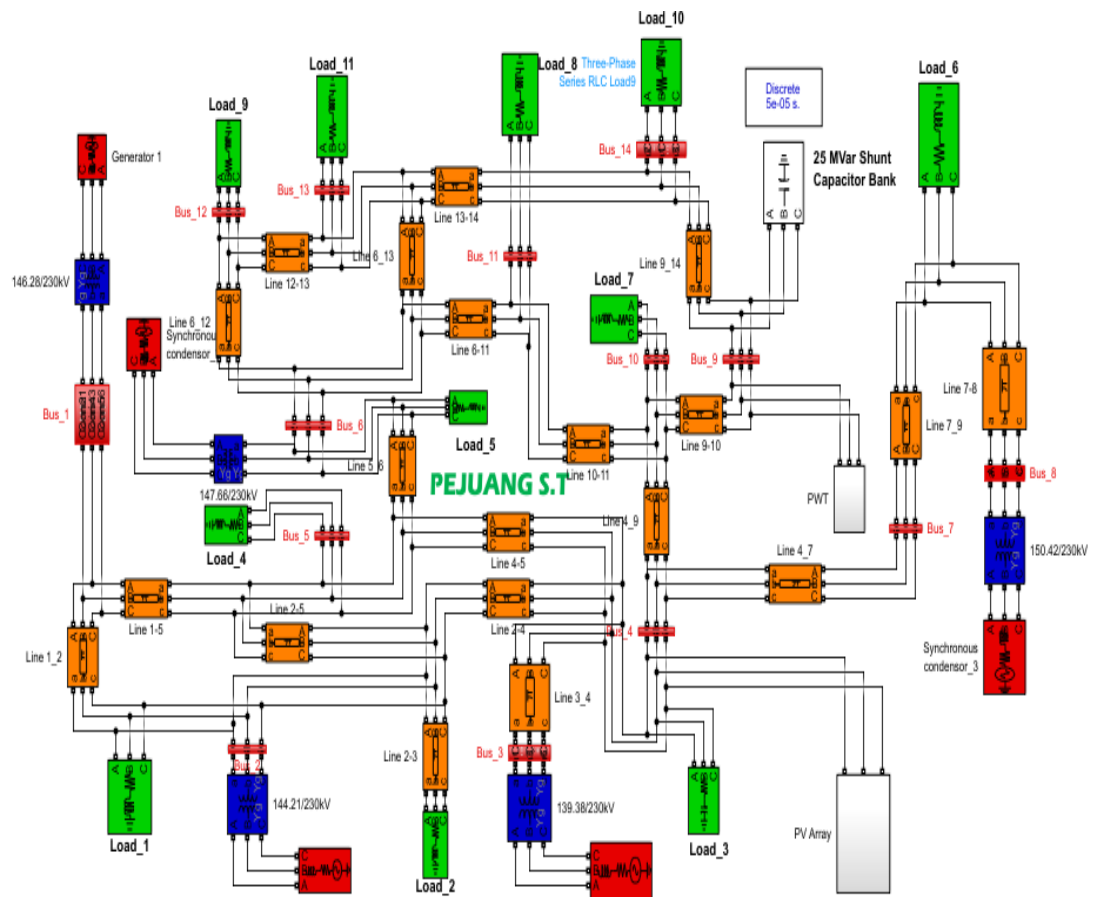 Load_10
Load_8
Three-Phase
Series RLC Load9
Load_11
Load_6
Load_9
Discrete
5e-05 s.
Generator 1
Bus_14
25 MVar Shunt
Capacitor Bank
Bus_13
Line 13-14
Bus_12
Line 12-13
Line 6_13
Bus_11
Line 9_14
146.28/230kV
Load_7
Line 6_12
Synchronou
condensor_
Line 6-11
Bus_10
Bus_9
Line 7-8
Bus_1
Line 7_9
Load_5
Bus_6
Line 9-10
Line 10-11
Line 5_6
PEJUANG S.T
Bus_8
147.66/230kV
PWT
Load_4
Bus_5
Line 4_9
Bus_7
150.42/230kV
Line 4-5
Line 4_7
Line 1-5
Line 2-5
Line 2-4
Bus_4
Line 1_2
Synchronous
condensor_3
Line 3_4
Bus_2
Line 2-3
Bus_3
144.21/230kV
139.38/230kV
PV Array
Load_1
Load_2
Load_3